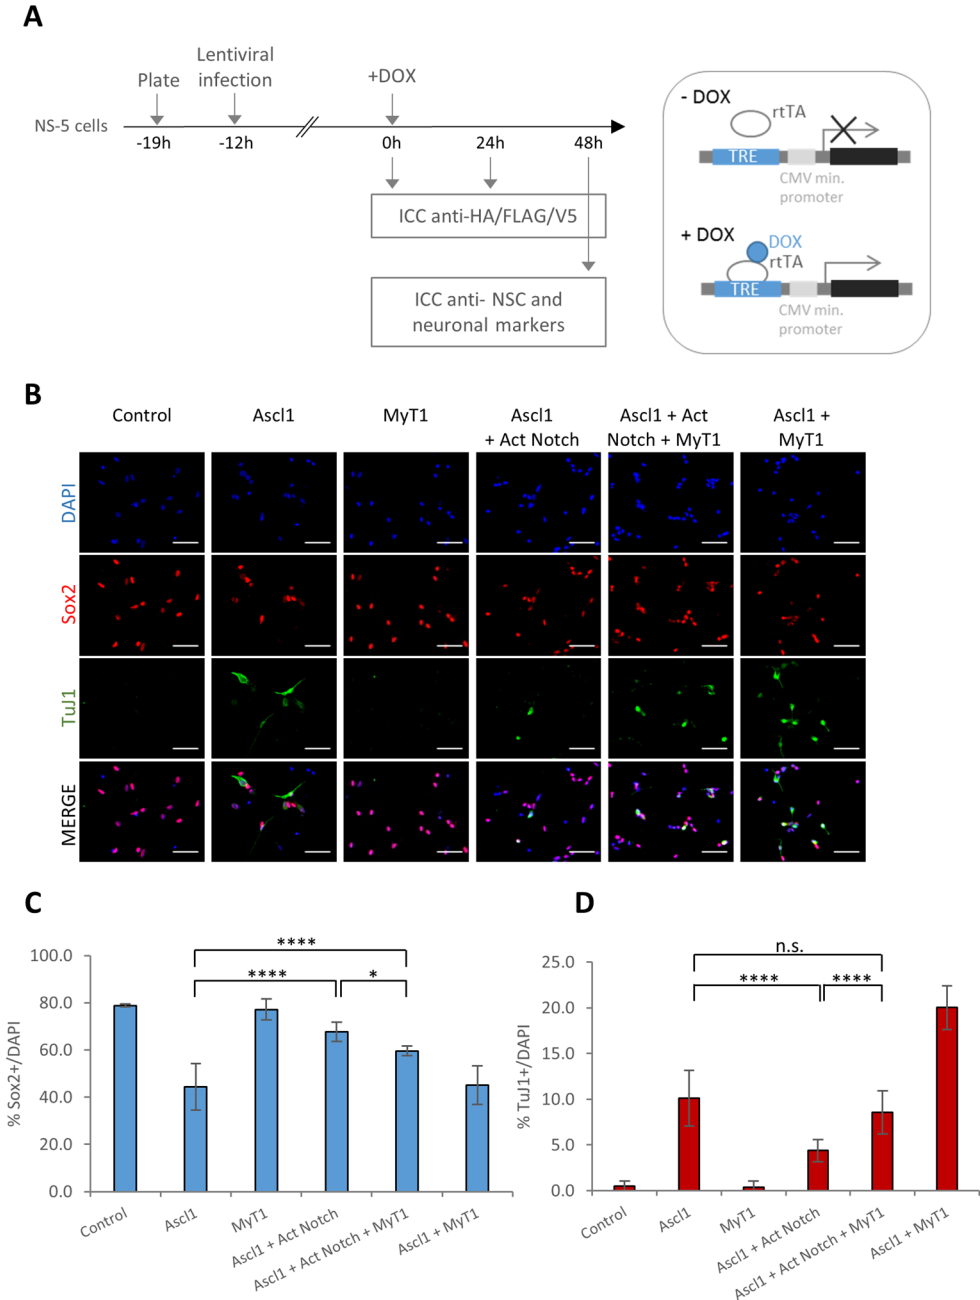 A
Plate
Lentiviral
infection
+DOX
NS-5 cells
-19h
-12h
0h
24h
48h
ICC anti-HA/FLAG/V5
ICC anti- NSC and
neuronal markers
- DOX
rtTA
TRE
CMV min.
promoter
+ DOX
DOX
rtTA
TRE
CMV min.
promoter
B
Control
Ascl1
MyT1
Ascl1
+ Act Notch
Ascl1 + Act
Notch + MyT1
Ascl1 +
MyT1
DAPI
Sox2
TuJ1
MERGE
C
% Sox2+/DAPI
100.0
80.0
60.0
40.0
20.0
0.0
****
****
*
Control
Ascl1
MyT1
Ascl1 + Act Notch
Ascl1 + Act Notch + MyT1
Ascl1 + MyT1
D
% TuJ1+/DAPI
25.0
20.0
15.0
10.0
5.0
0.0
n.s.
****
****
Control
Ascl1
MyT1
Ascl1 + Act Notch
Ascl1 + Act Notch + MyT1
Ascl1 + MyT1